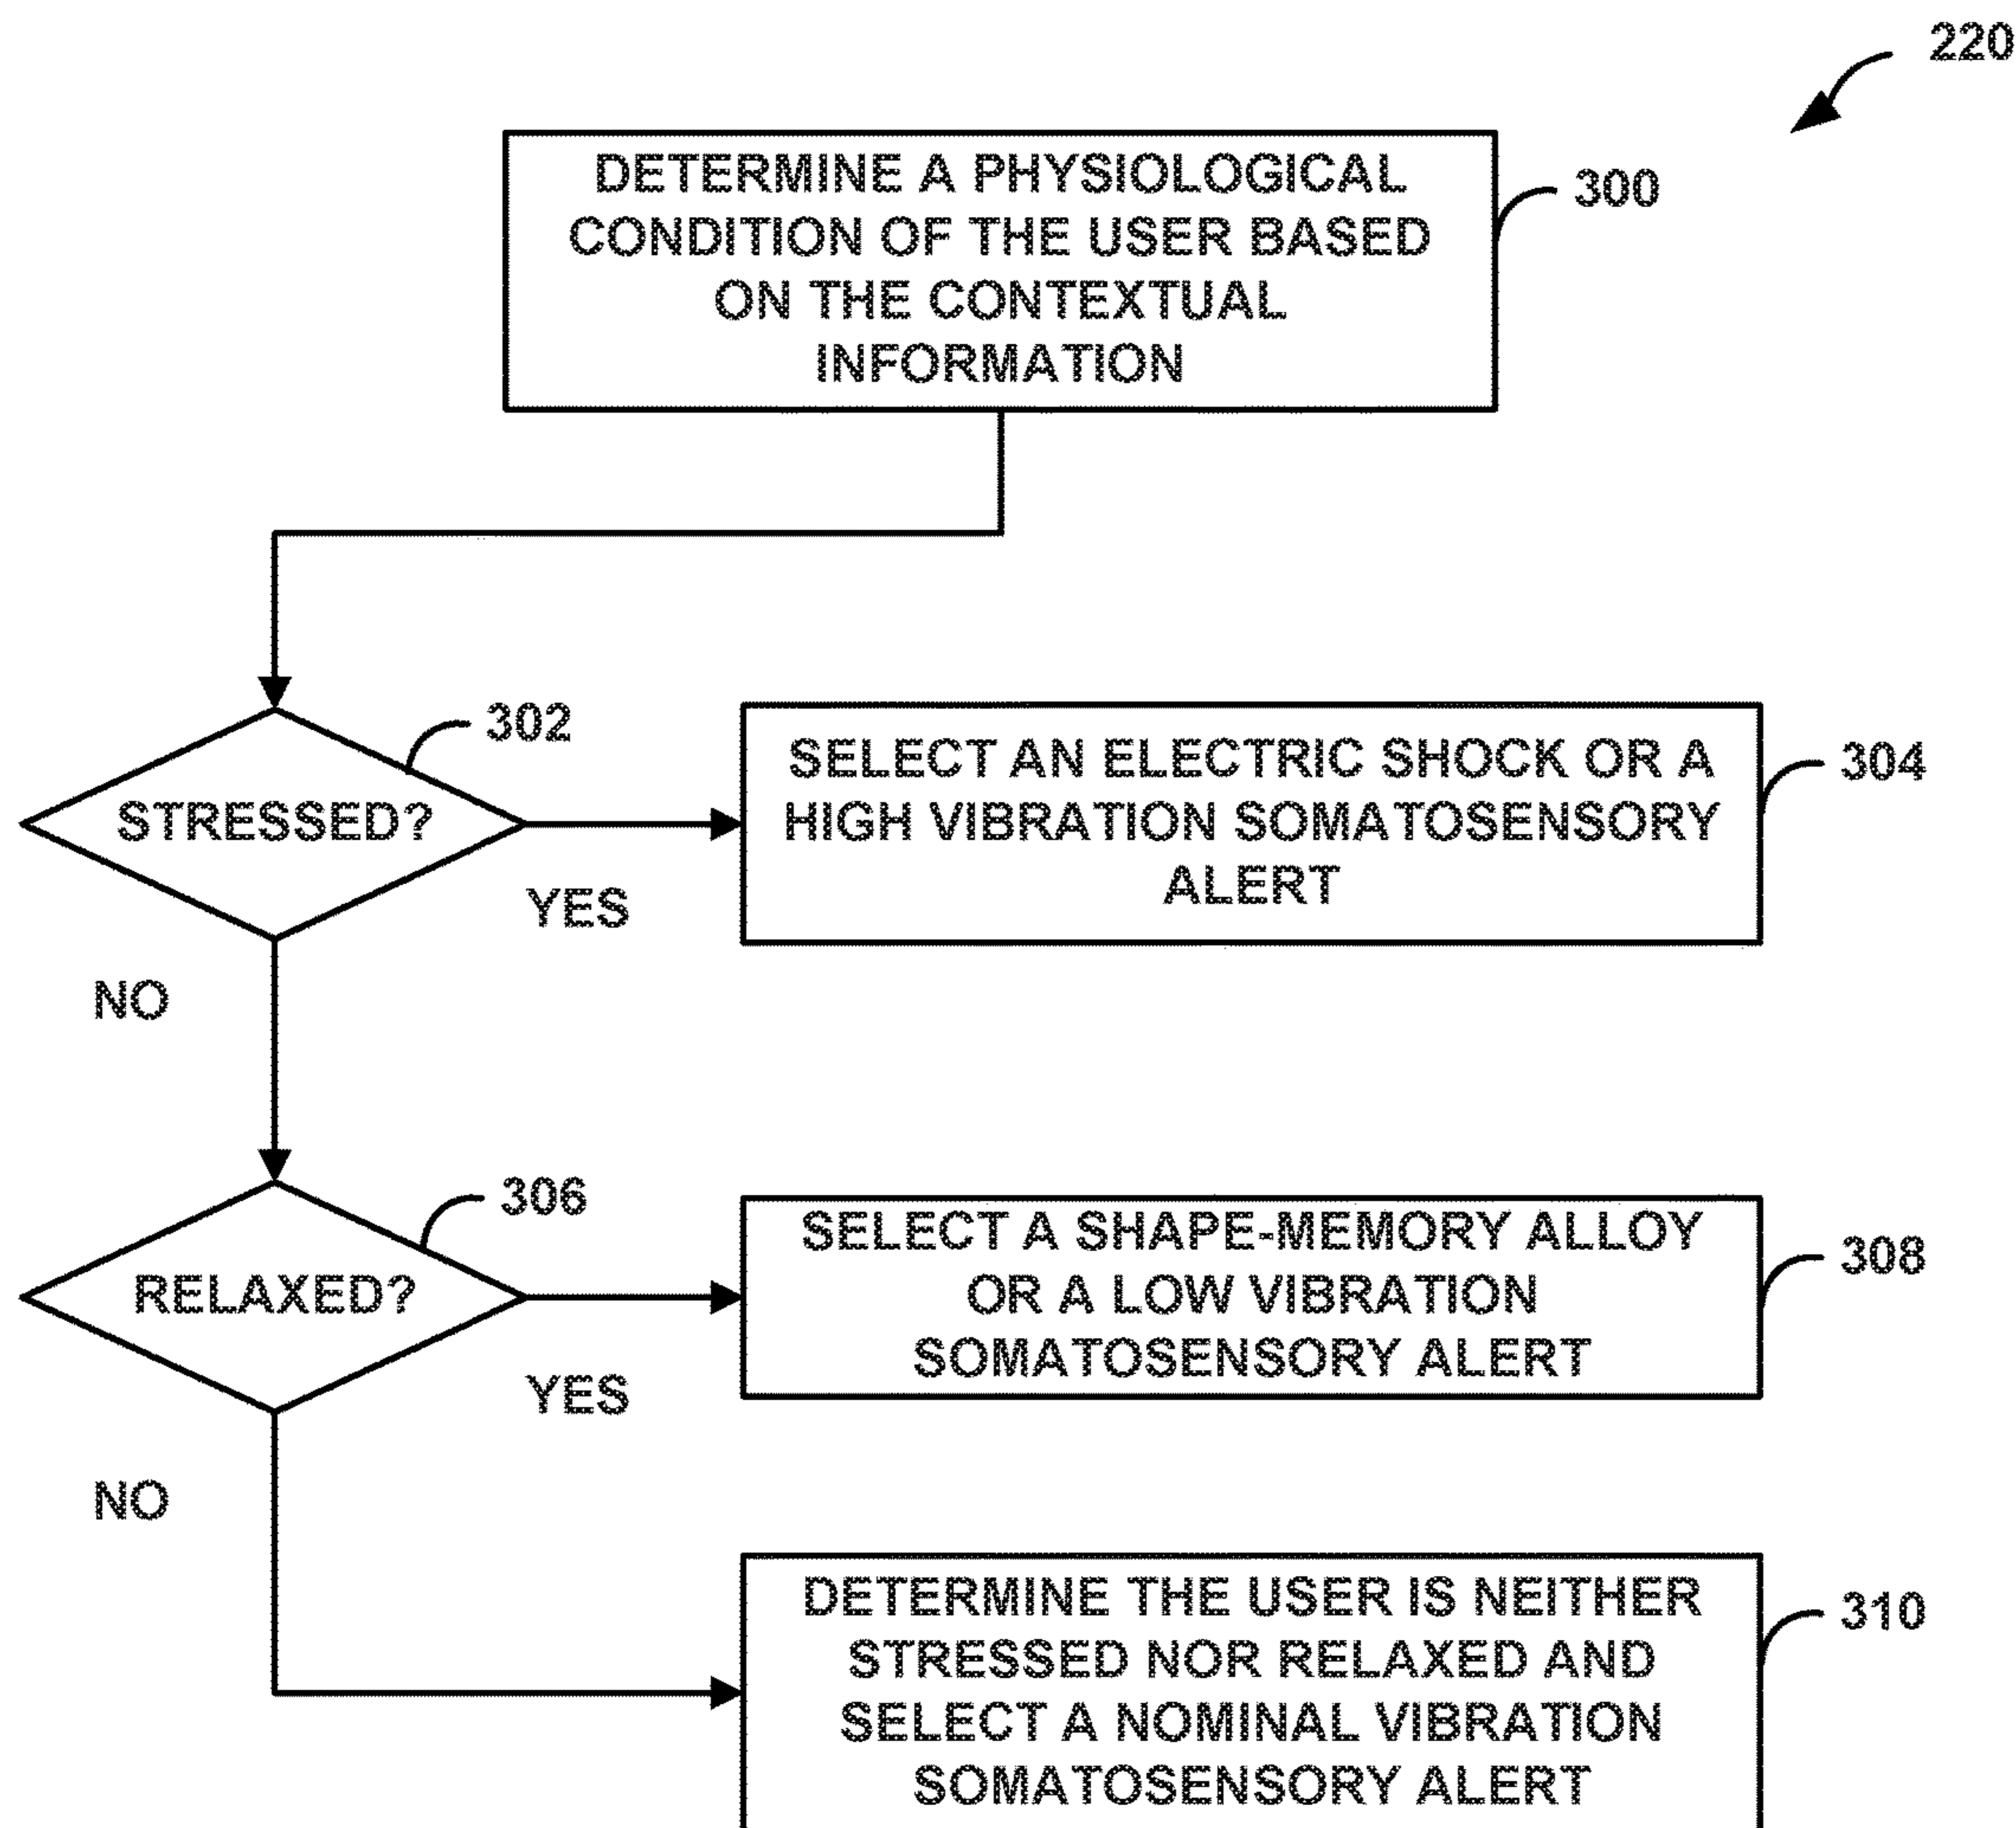 220
DETERMINE A PHYSIOLOGICAL
CONDITION OF THE USER BASED
ON THE CONTEXTUAL
INFORMATION
300
302
STRESSED?
YES
NO
SELECT AN ELECTRIC SHOCK OR A
HIGH VIBRATION SOMATOSENSORY
ALERT
304
306
RELAXED?
YES
NO
SELECT A SHAPE-MEMORY ALLOY
OR A LOW VIBRATION
SOMATOSENSORY ALERT
308
DETERMINE THE USER IS NEITHER
STRESSED NOR RELAXED AND
SELECT A NOMINAL VIBRATION
SOMATOSENSORY ALERT
310